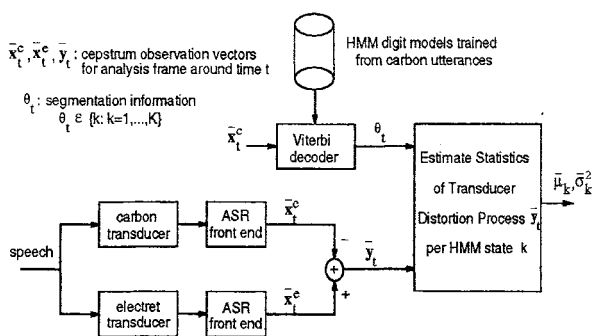 x̄ᶜₜ, x̄ᵉₜ, ȳₜ : cepstrum observation vectors
for analysis frame around time t
θₜ : segmentation information
θₜ ε {k: k=1,...,K}
HMM digit models trained
from carbon utterances
x̄ᶜₜ
Viterbi
decoder
θₜ
Estimate Statistics
of Transducer
Distortion Process ȳₜ
per HMM state k
μ̄ₖ, σ̄²ₖ
speech
carbon
transducer
ASR
front end
x̄ᶜₜ
−
+
ȳₜ
+
electret
transducer
ASR
front end
x̄ᵉₜ